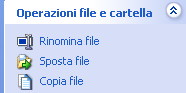 Operazioni file e cartella
Rinomina file
Sposta file
Copia file